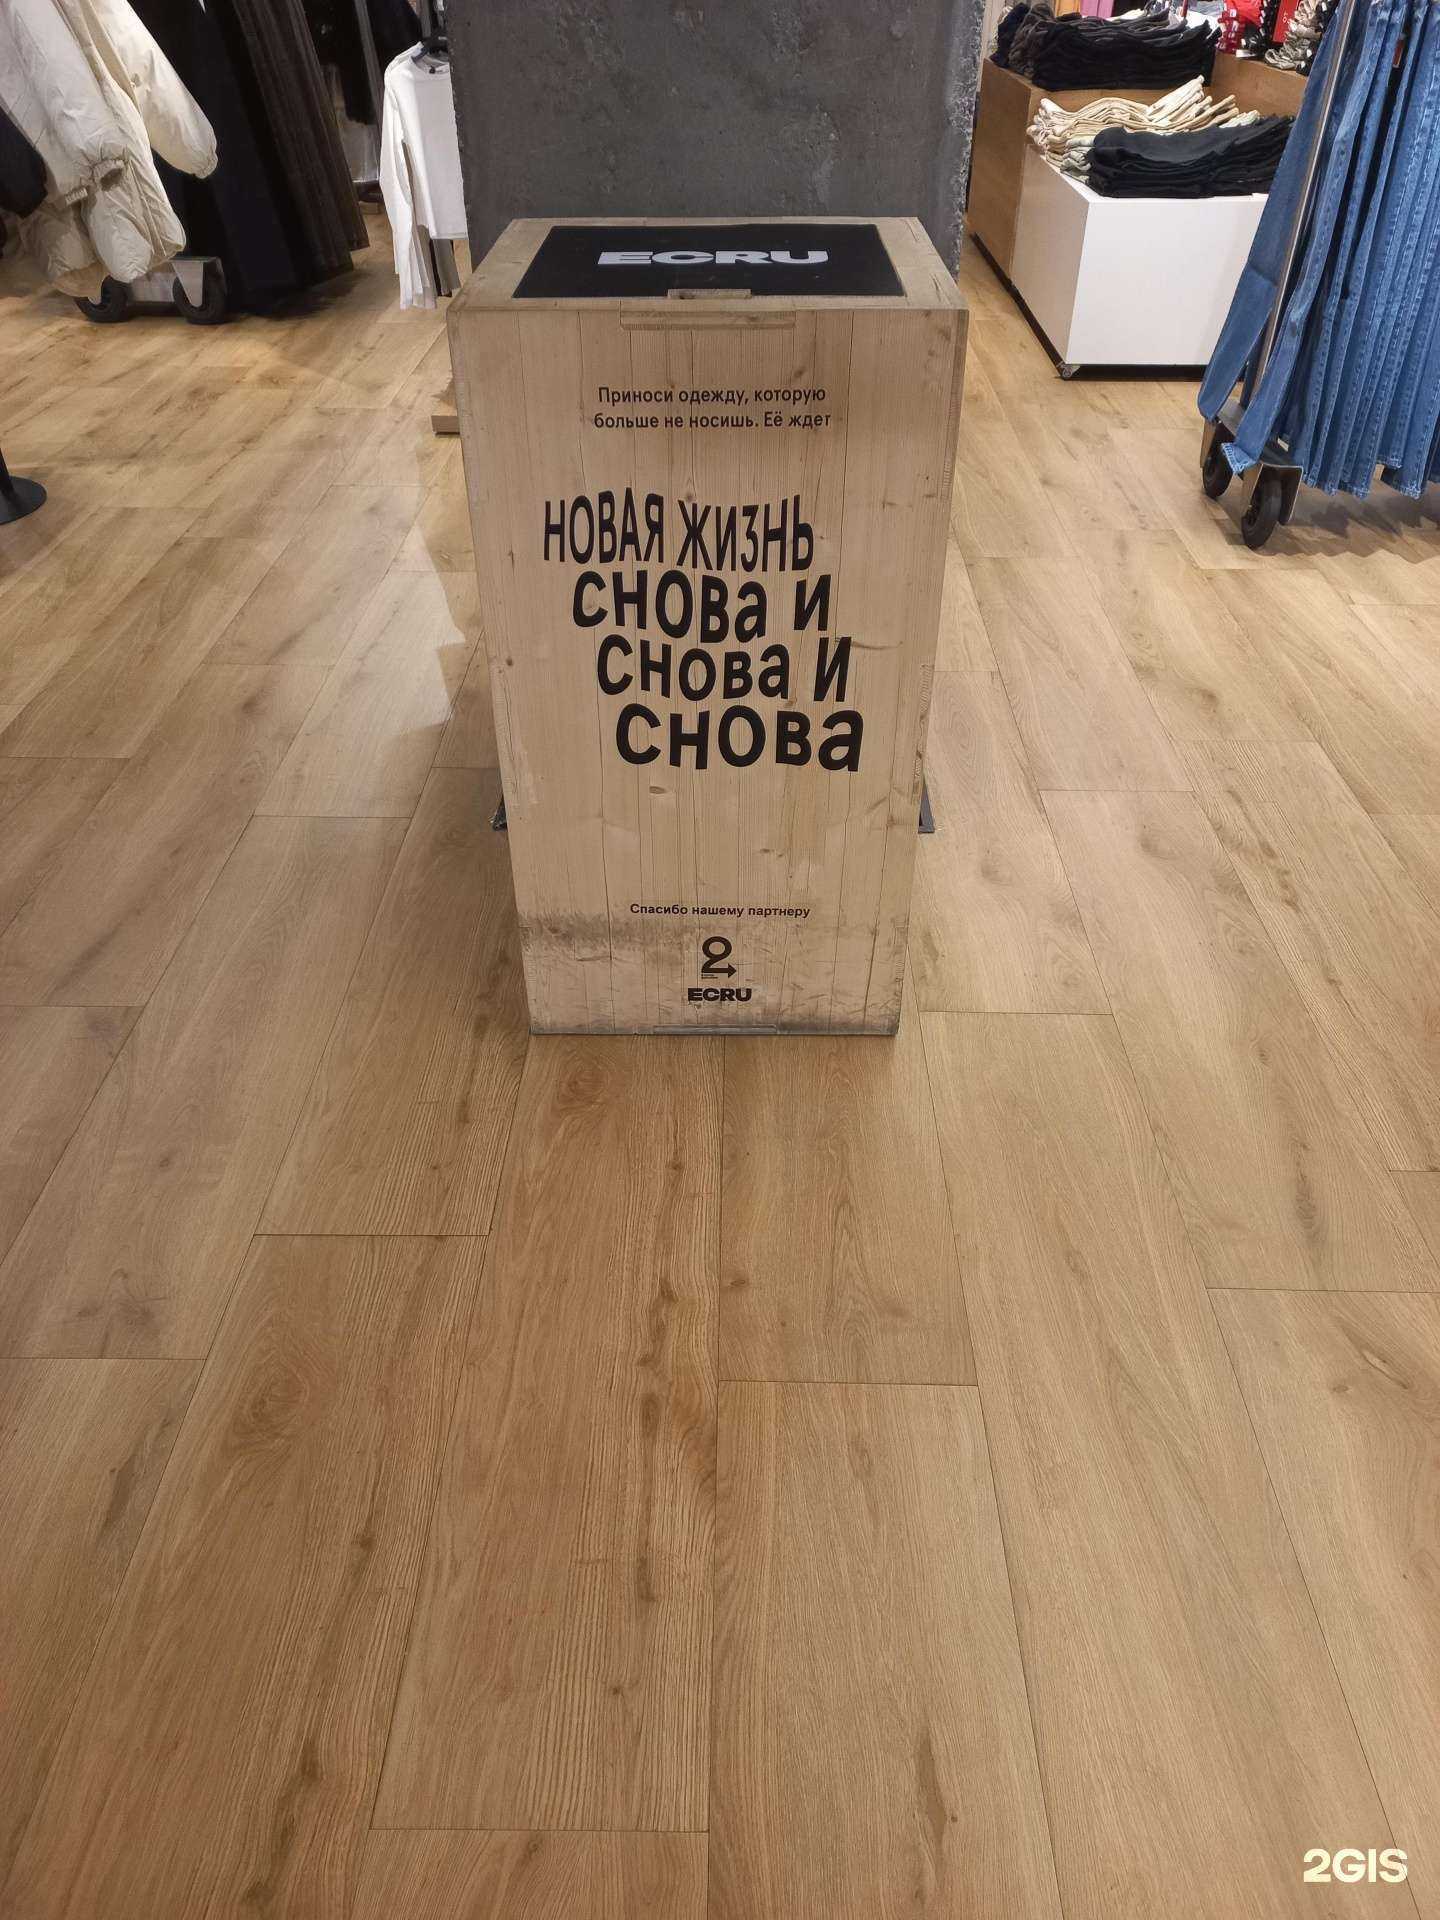 ECRU
Приноси одежду, которую
больше не носишь. Её ждет
НОВАЯ ЖИЗНЬ
СНОВа И
СНОВа И
СНОВа
Спасибо нашему партнеру
2
ECRU
2GIS